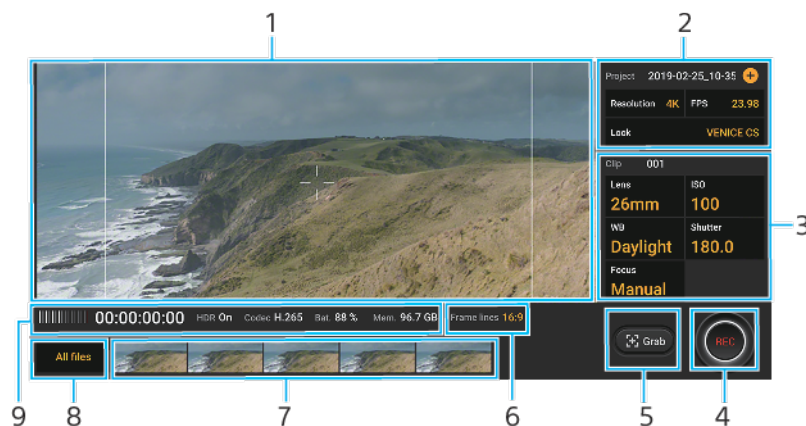 1
2
Project 2019-02-25_10-35
Resolution 4K FPS 23.98
Look VENICE CS
Clip 001
Lens ISO
26mm 100
WB Shutter
Daylight 180.0
Focus
Manual
3
00:00:00:00 HDR On Codec H.265 Bat. 88 % Mem. 96.7 GB Frame lines 16:9
Grab
REC
All files
9 8 7 6 5 4